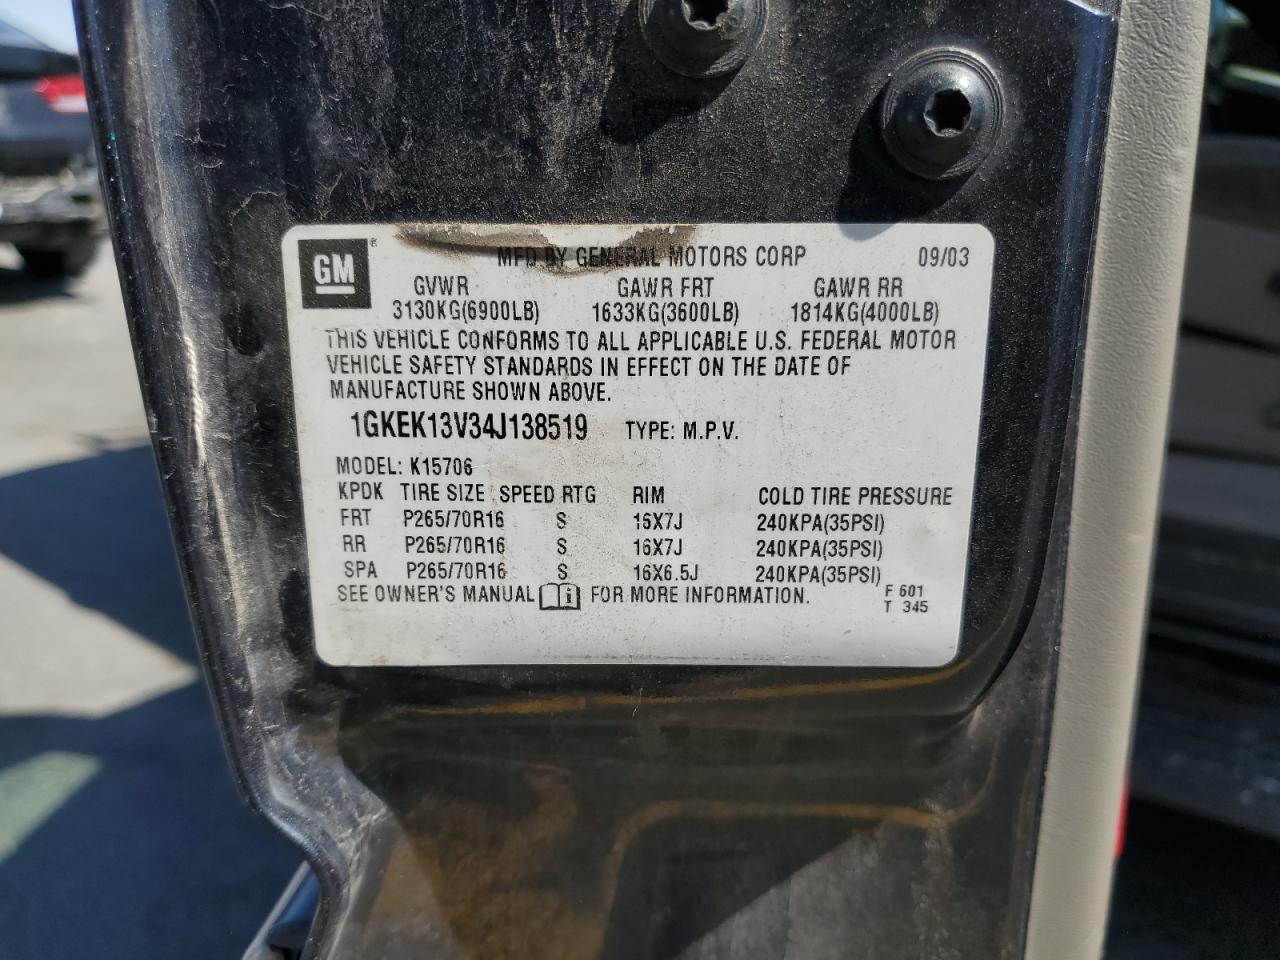 GM ®
MFD BY GENERAL MOTORS CORP 09/03
GVWR GAWR FRT GAWR RR
3130KG(6900LB) 1633KG(3600LB) 1814KG(4000LB)
THIS VEHICLE CONFORMS TO ALL APPLICABLE U.S. FEDERAL MOTOR
VEHICLE SAFETY STANDARDS IN EFFECT ON THE DATE OF
MANUFACTURE SHOWN ABOVE.
1GKEK13V34J138519 TYPE: M.P.V.
MODEL: K15706
KPDK TIRE SIZE SPEED RTG RIM COLD TIRE PRESSURE
FRT P265/70R16 S 16X7J 240KPA(35PSI)
RR P265/70R16 S 16X7J 240KPA(35PSI)
SPA P265/70R16 S 16X6.5J 240KPA(35PSI)
SEE OWNER'S MANUAL i FOR MORE INFORMATION.
F 601
T 345